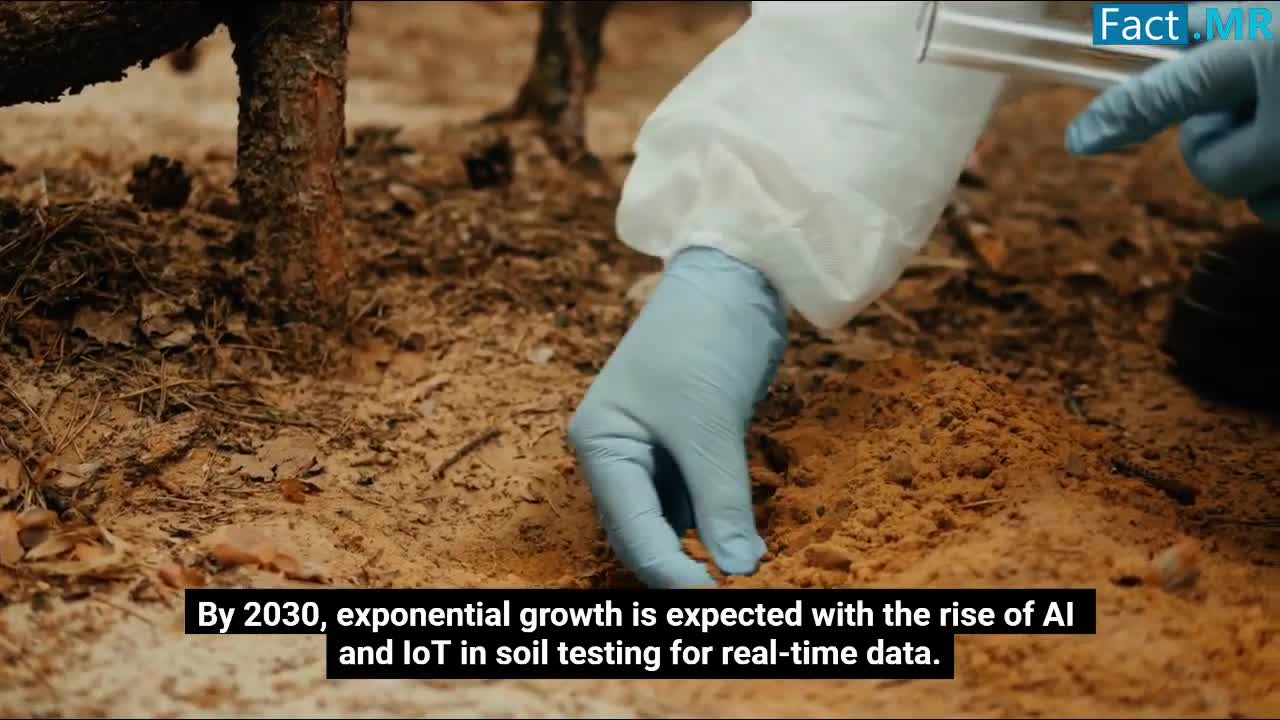 Fact.MR
By 2030, exponential growth is expected with the rise of AI
and IoT in soil testing for real-time data.